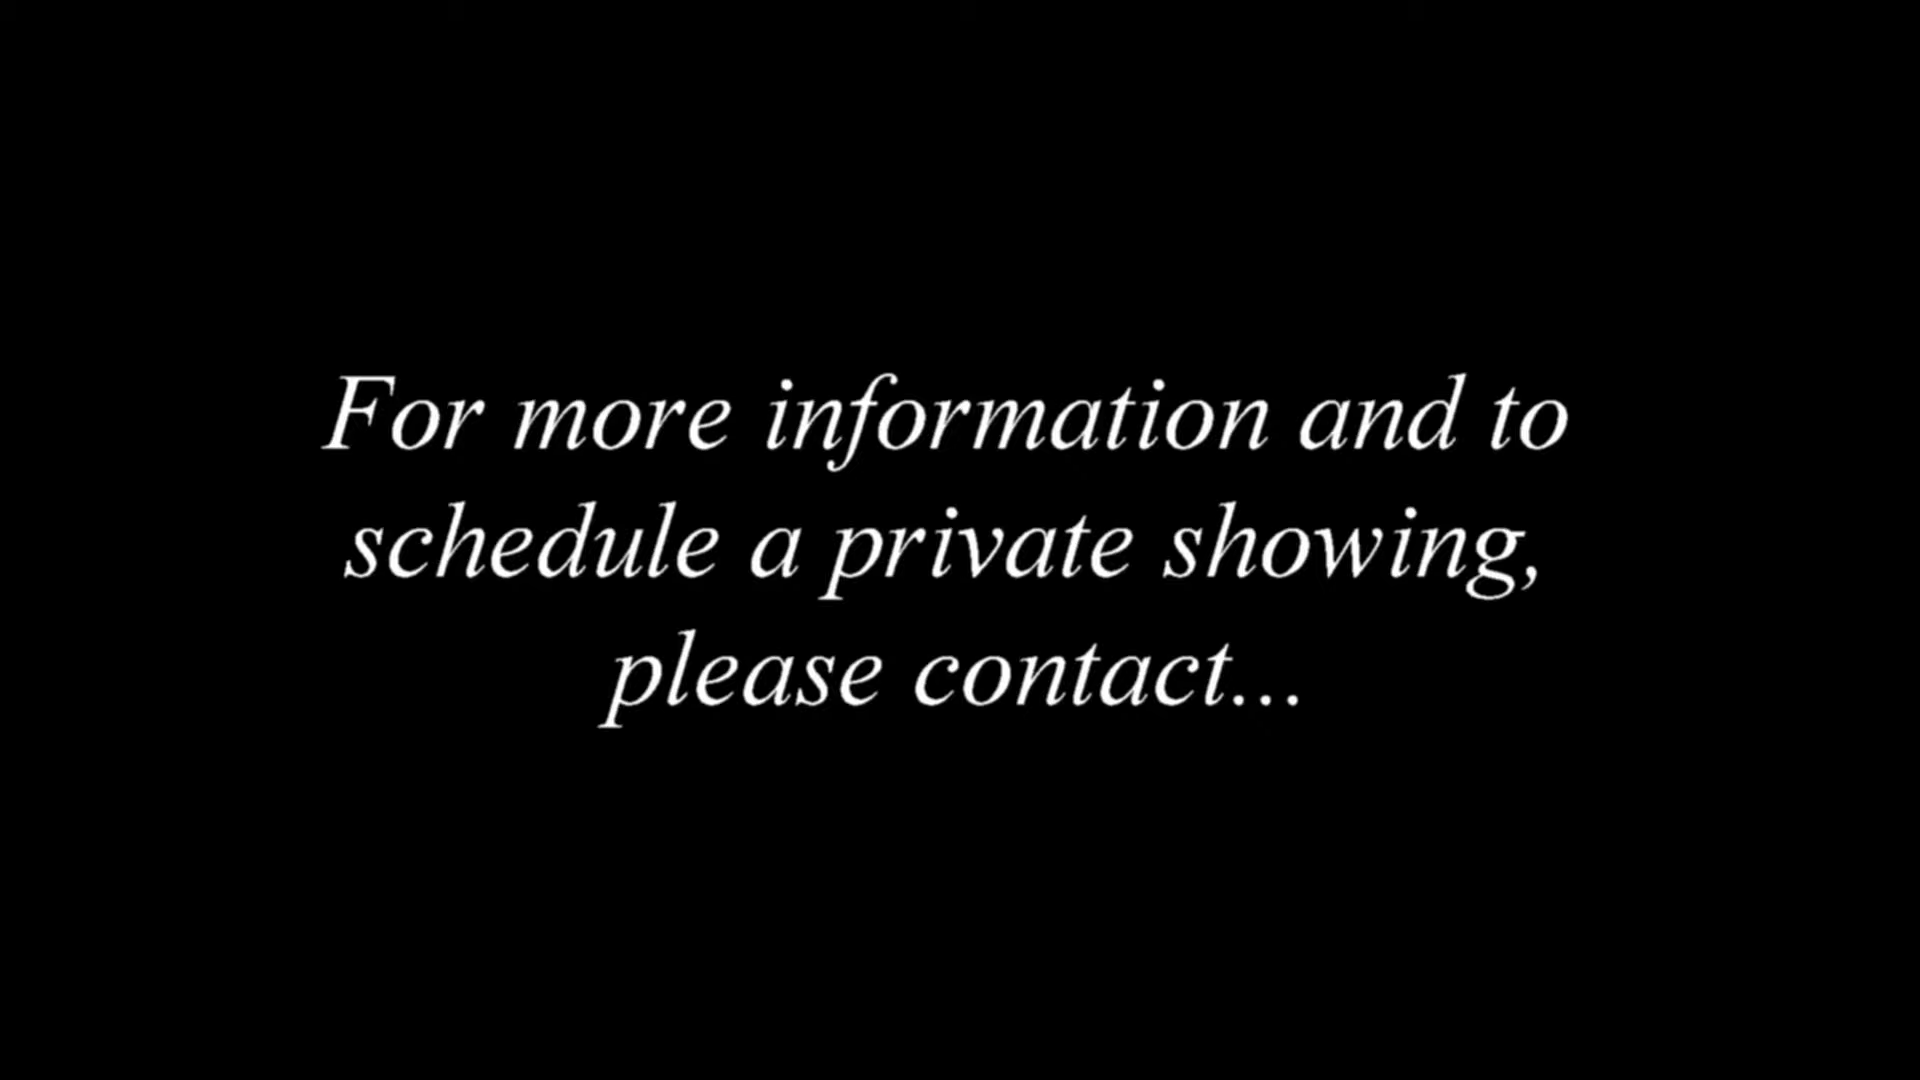 For more information and to
schedule a private showing,
please contact...